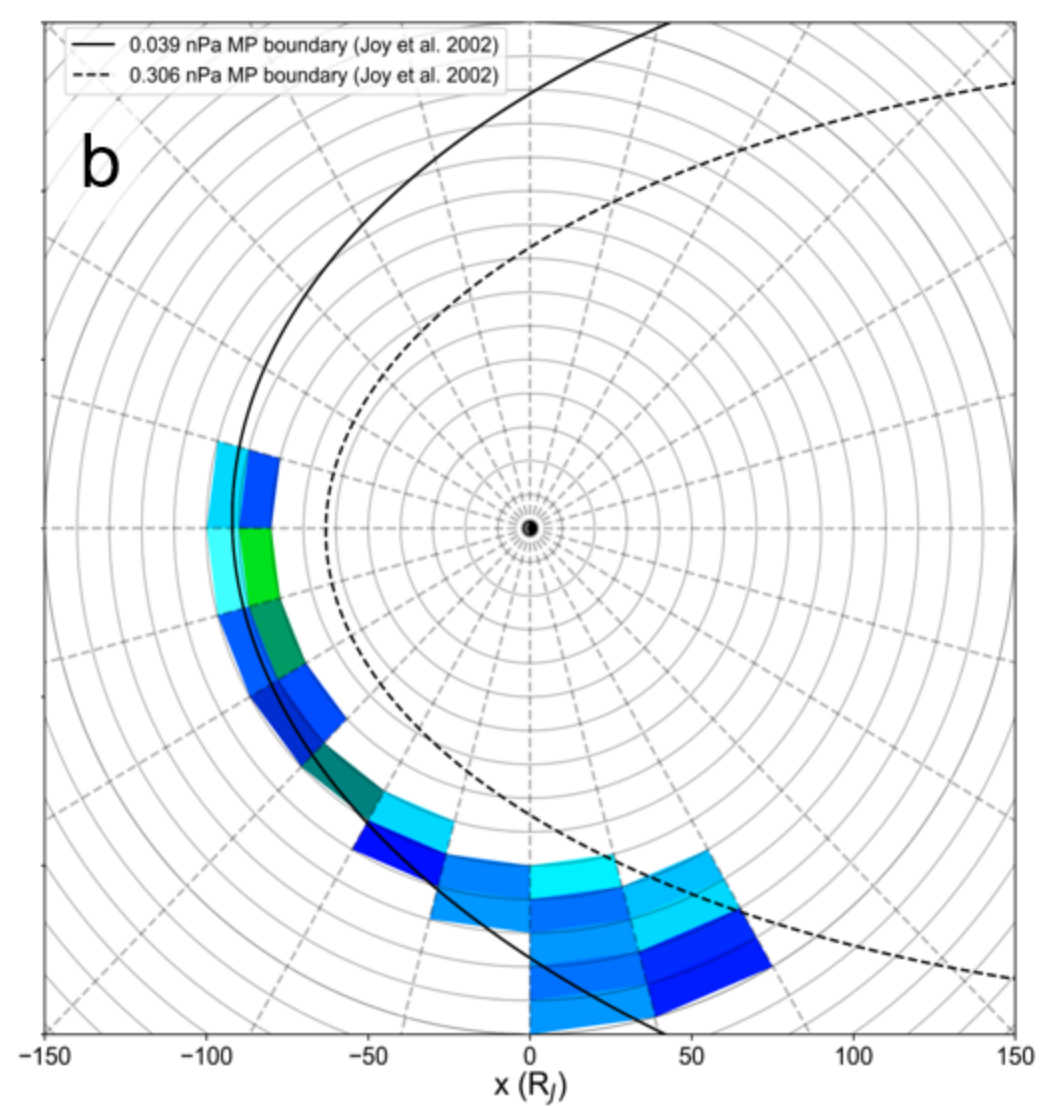 0.039 nPa MP boundary (Joy et al. 2002)
0.306 nPa MP boundary (Joy et al. 2002)
b
−150 −100 −50 0 50 100 150
x (R_J)